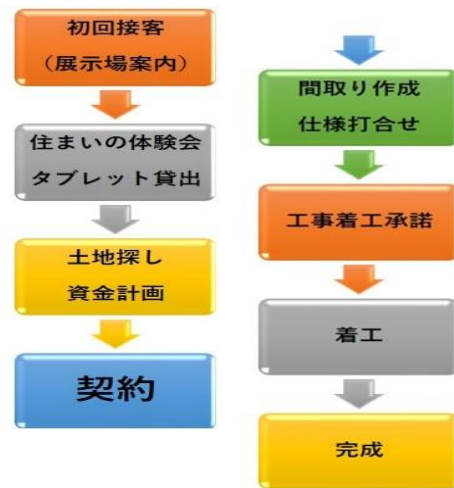 初回接客
（展示場案内）
住まいの体験会
タブレット貸出
土地探し
資金計画
契約
間取り作成
仕様打合せ
工事着工承諾
着工
完成